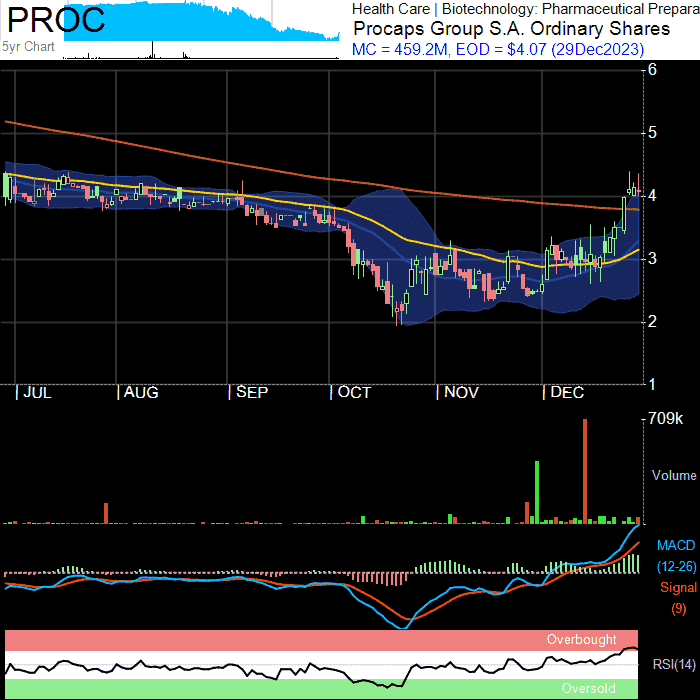 PROC
5yr Chart
Health Care | Biotechnology: Pharmaceutical Prepara
Procaps Group S.A. Ordinary Shares
MC = 459.2M, EOD = $4.07 (29Dec2023)
6
5
4
3
2
1
JUL AUG SEP OCT NOV DEC
709k
Volume
MACD
(12-26)
Signal
(9)
Overbought
RSI(14)
Oversold